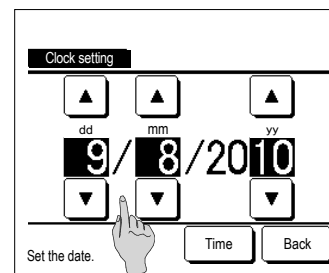 Clock setting
dd mm yy
9/ 8/2010
Set the date.
Time Back